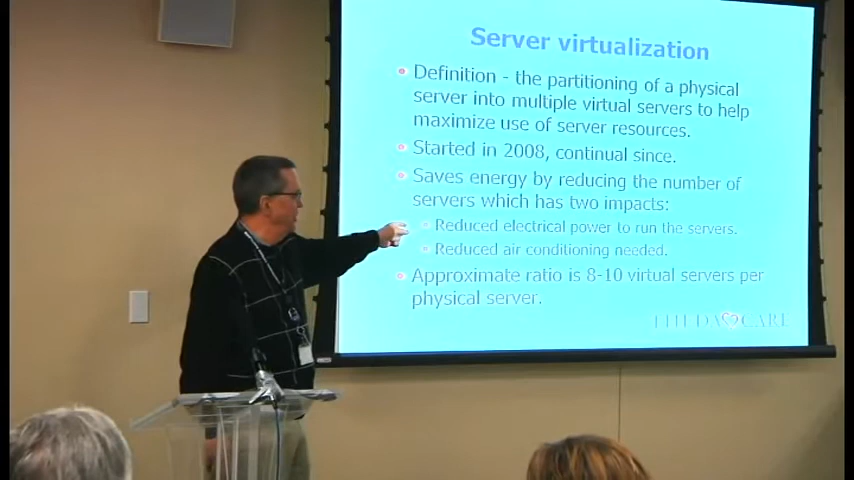 Server virtualization
Definition - the partitioning of a physical
server into multiple virtual servers to help
maximize use of server resources.
Started in 2008, continual since.
Saves energy by reducing the number of
servers which has two impacts:
Reduced electrical power to run the servers.
Reduced air conditioning needed.
Approximate ratio is 8-10 virtual servers per
physical server.
THEDA CARE